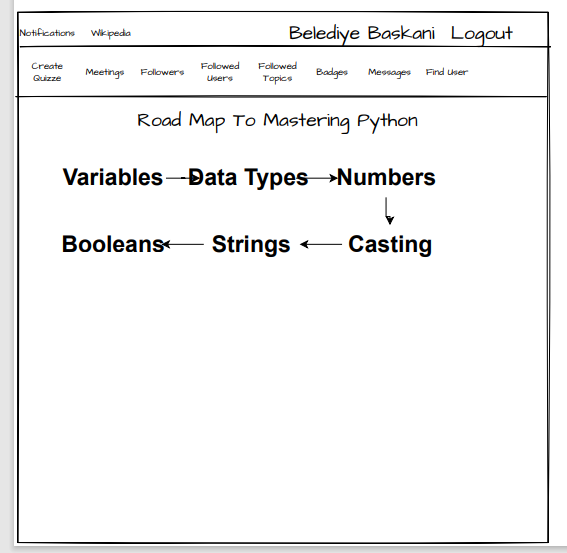 Notifications Wikipedia Belediye Baskani Logout
Create Quizze Meetings Followers Followed Users Followed Topics Badges Messages Find User
Road Map To Mastering Python
Variables Data Types Numbers
Booleans Strings Casting